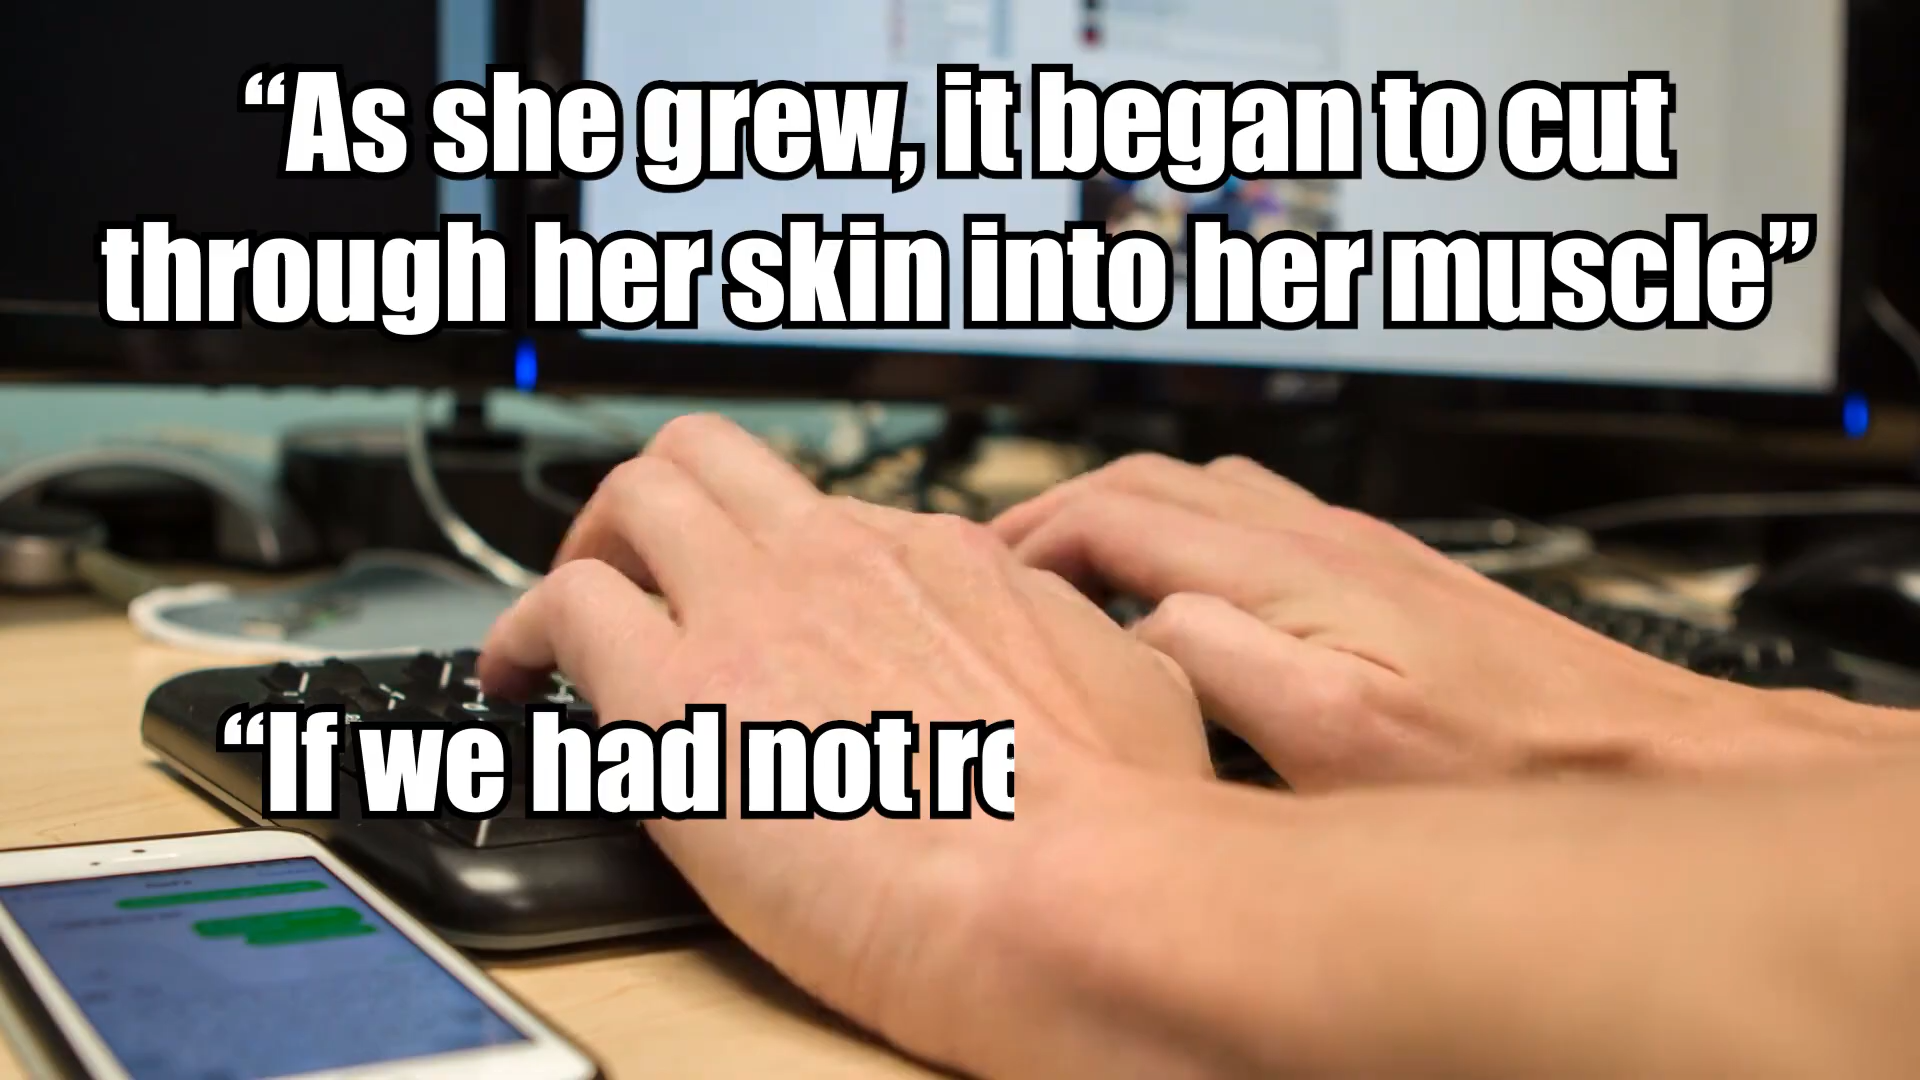 “As she grew, it began to cut
through her skin into her muscle”
“If we had not